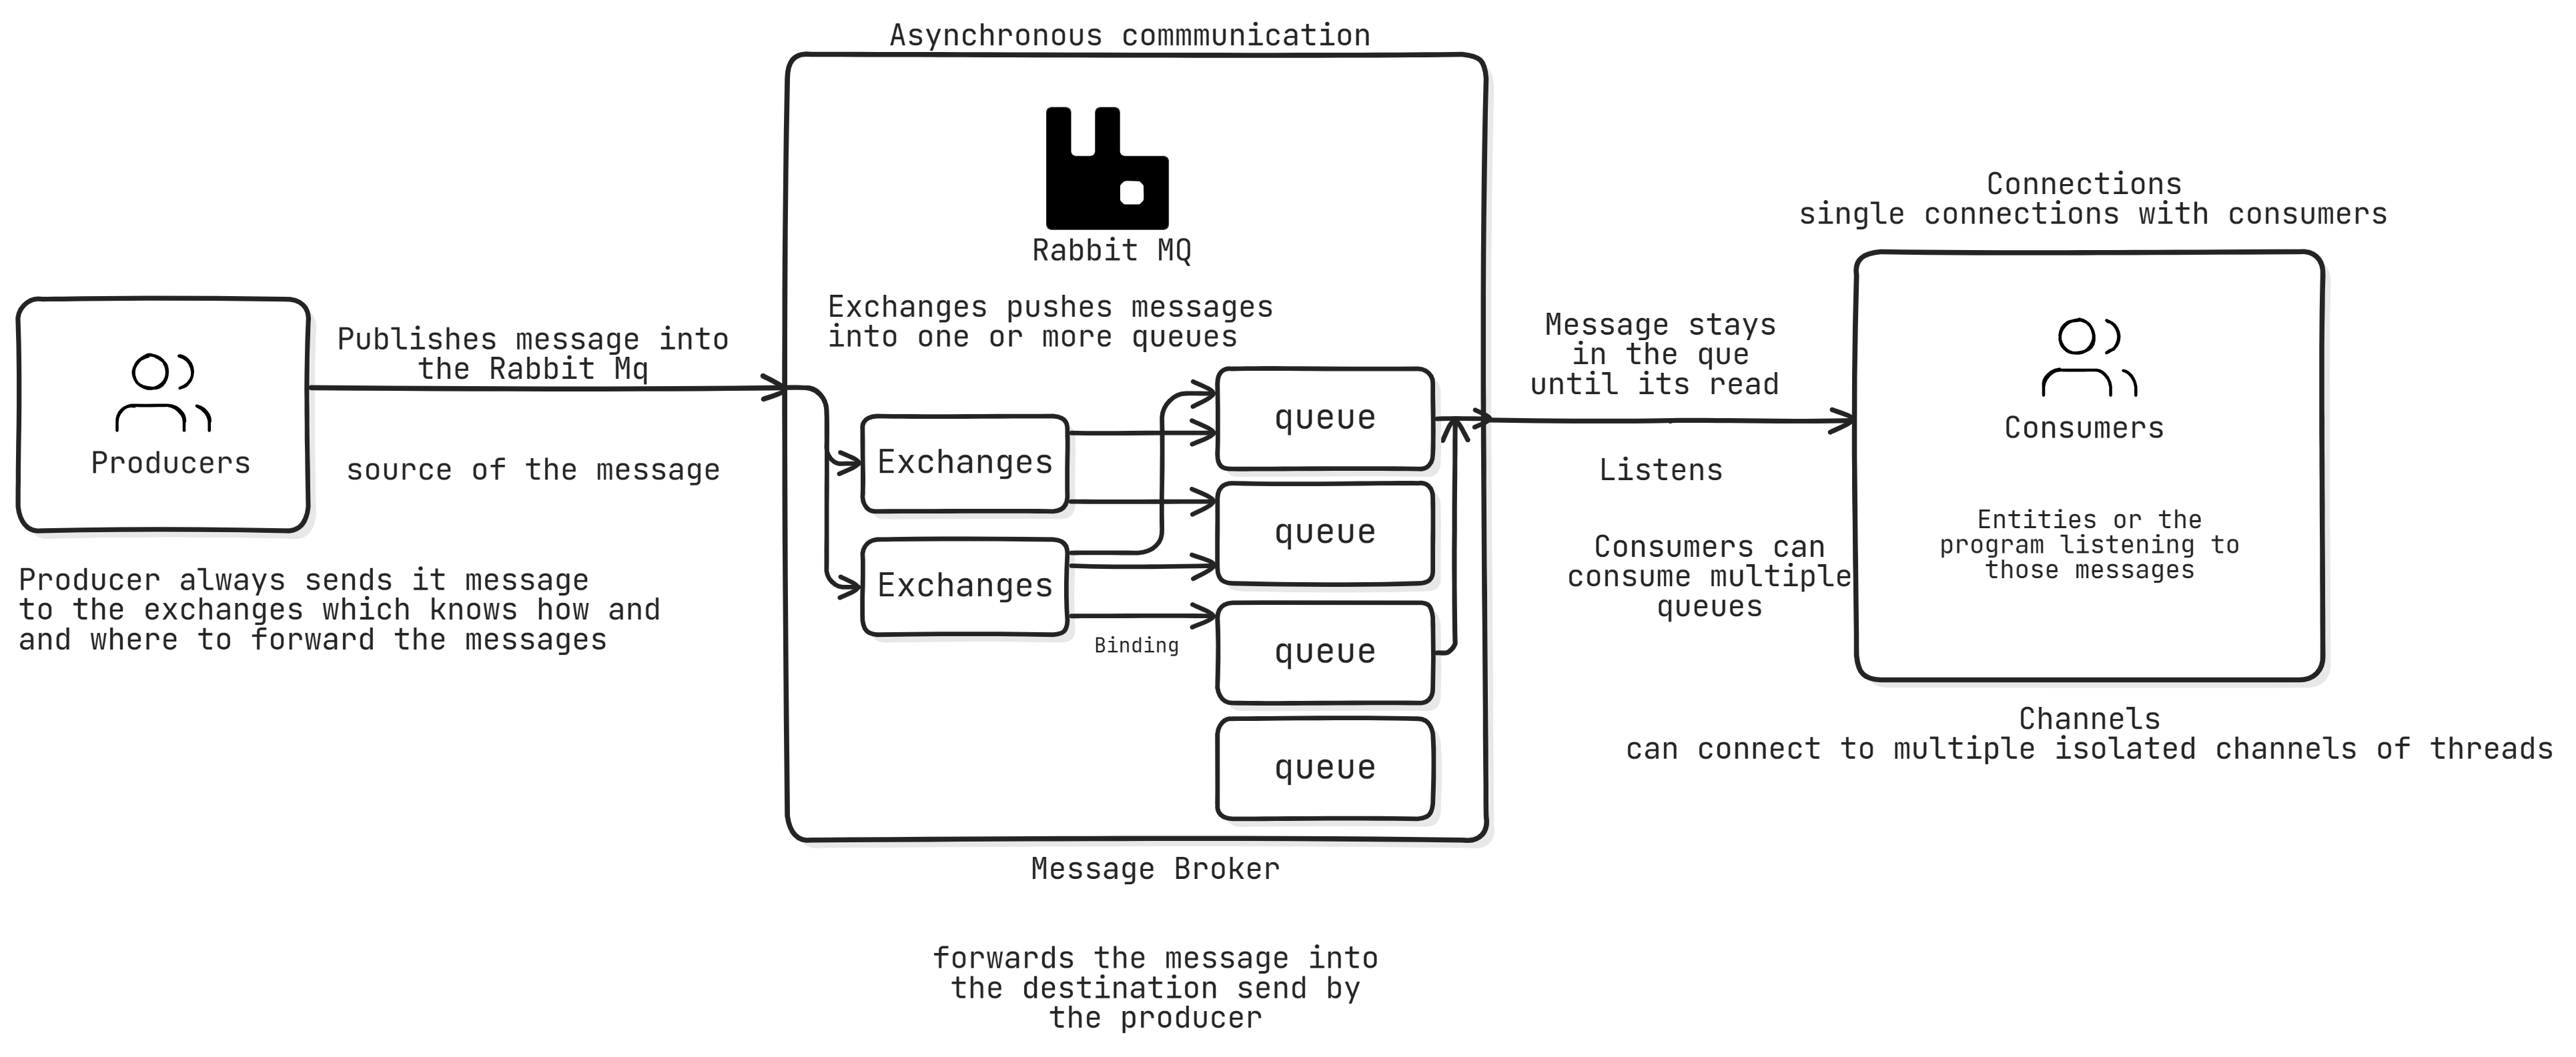 Asynchronous commmunication
Rabbit MQ
Exchanges pushes messages
into one or more queues
Publishes message into
the Rabbit Mq
source of the message
Producers
Producer always sends it message
to the exchanges which knows how and
and where to forward the messages
Exchanges
Exchanges
Binding
queue
queue
queue
queue
Message Broker
forwards the message into
the destination send by
the producer
Message stays
in the que
until its read
Listens
Consumers can
consume multiple
queues
Connections
single connections with consumers
Consumers
Entities or the
program listening to
those messages
Channels
can connect to multiple isolated channels of threads